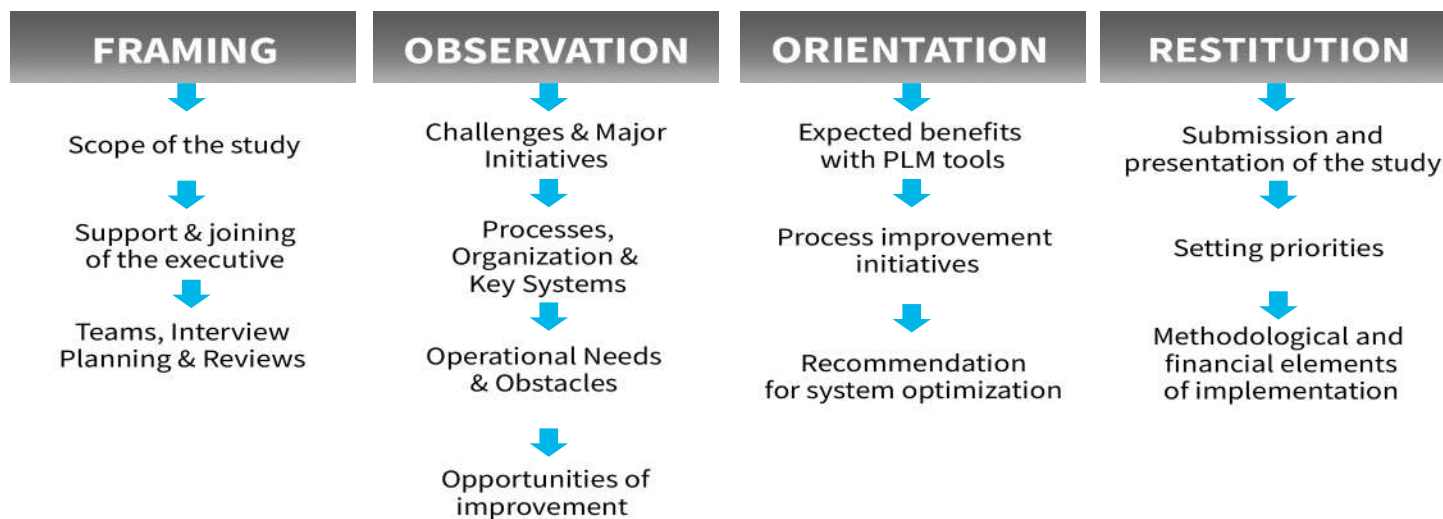 FRAMING
Scope of the study
Support & joining
of the executive
Teams, Interview
Planning & Reviews
OBSERVATION
Challenges & Major
Initiatives
Processes,
Organization &
Key Systems
Operational Needs
& Obstacles
Opportunities of
improvement
ORIENTATION
Expected benefits
with PLM tools
Process improvement
initiatives
Recommendation
for system optimization
RESTITUTION
Submission and
presentation of the study
Setting priorities
Methodological and
financial elements
of implementation